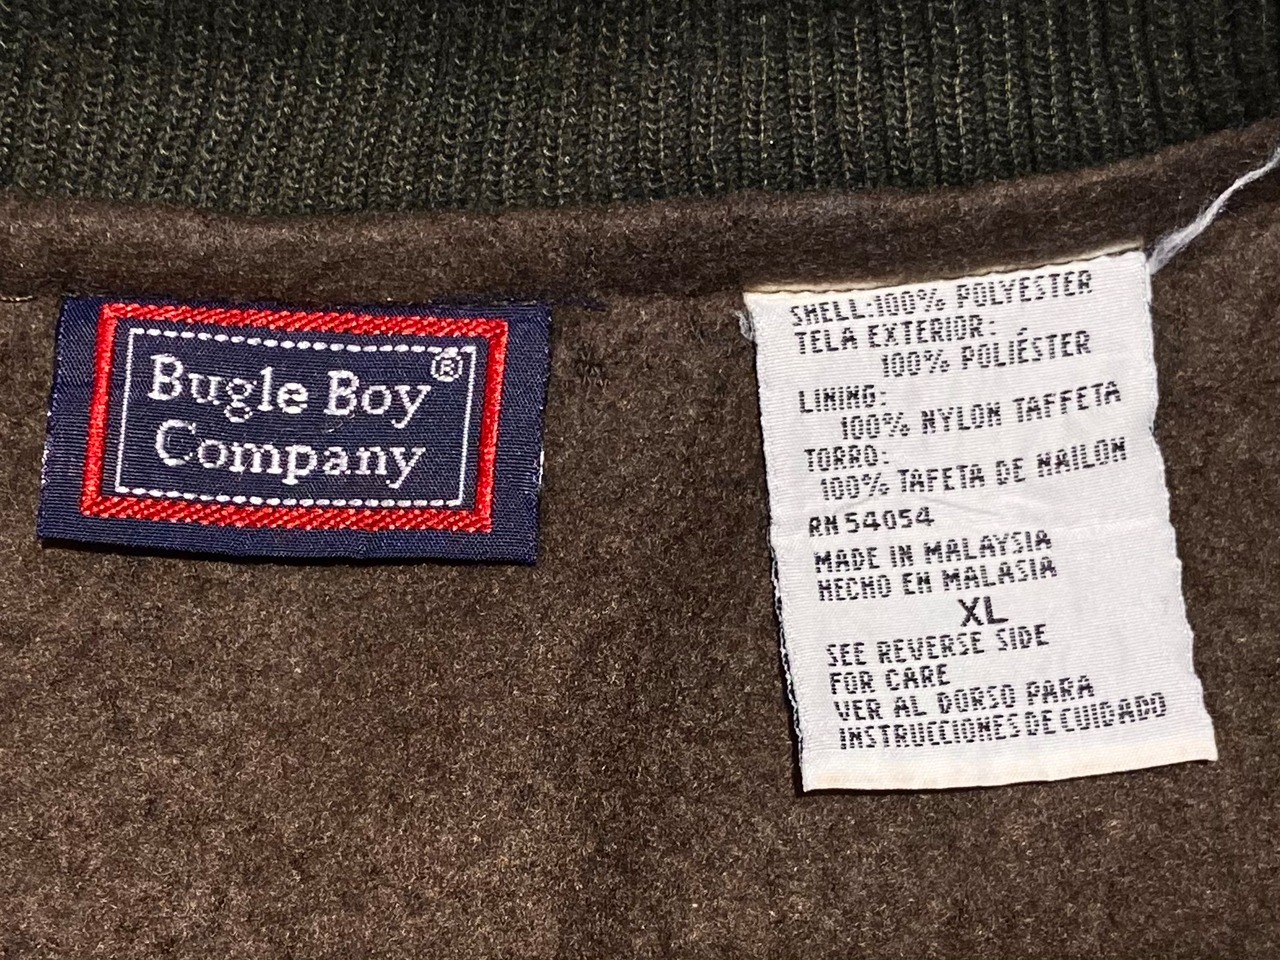 Bugle Boy®
Company
SHELL:100% POLYESTER
TELA EXTERIOR:
100% POLIÉSTER
LINING:
100% NYLON TAFFETA
TORRO:
100% TAFETA DE NAILON
RN 54054
MADE IN MALAYSIA
HECHO EN MALASIA
XL
SEE REVERSE SIDE
FOR CARE
VER AL DORSO PARA
INSTRUCCIONES DE CUIDADO